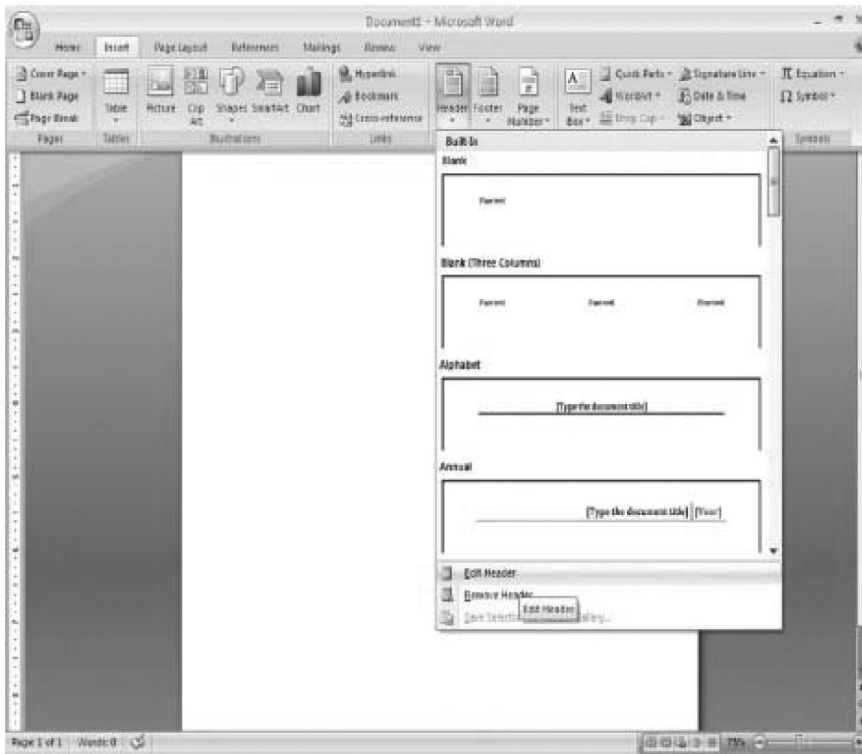 Document1 - Microsoft Word
Home Insert Page Layout References Mailings Review View
Cover Page
Blank Page
Page Break
Table
Picture Clip Art Shapes SmartArt Chart
Hyperlink
Bookmark
Cross-reference
Header Footer Page Number
Text Box
Quick Parts
WordArt
Drop Cap
Signature Line
Date & Time
Object
Equation
Symbol
Pages Tables Illustrations Links Symbols
Built-In
Blank
Blank (Three Columns)
Alphabet
[Type the document title]
Annual
[Type the document title] [Year]
Edit Header
Remove Header
Edit Header
Save Selection
Page 1 of 1 Words: 0
75%